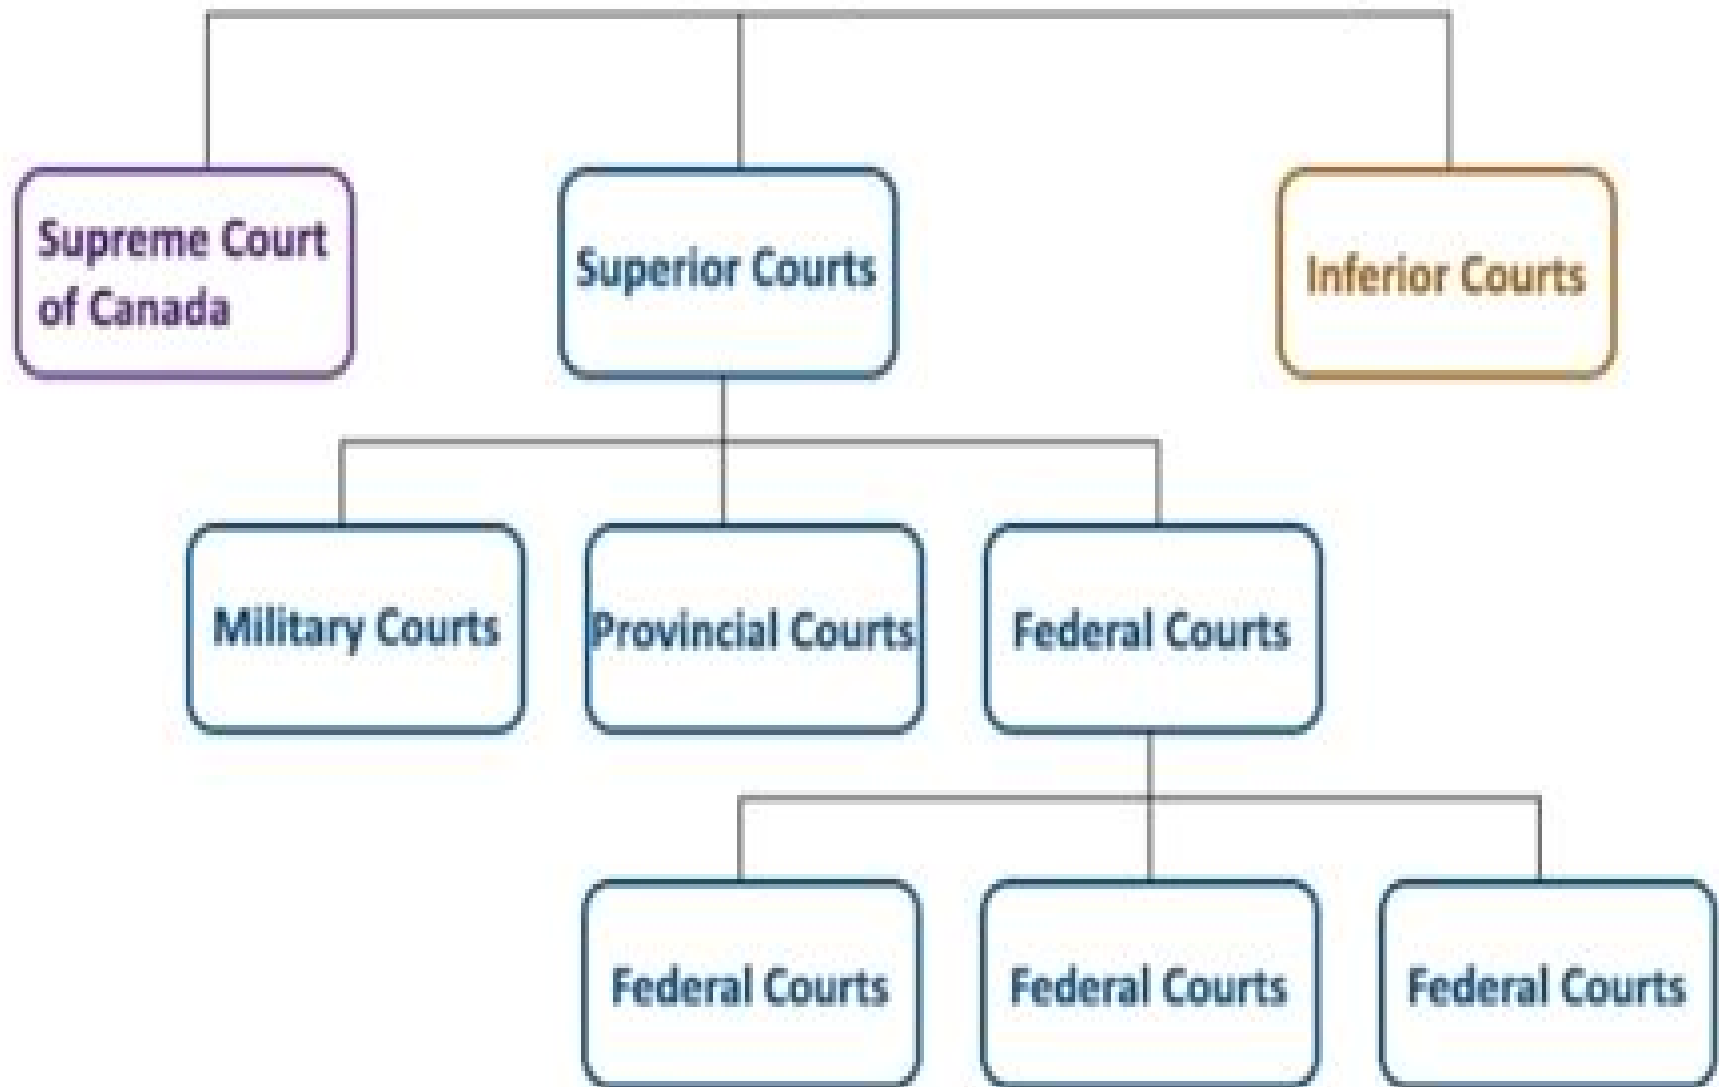 Supreme Court
of Canada
Superior Courts
Inferior Courts
Military Courts
Provincial Courts
Federal Courts
Federal Courts
Federal Courts
Federal Courts